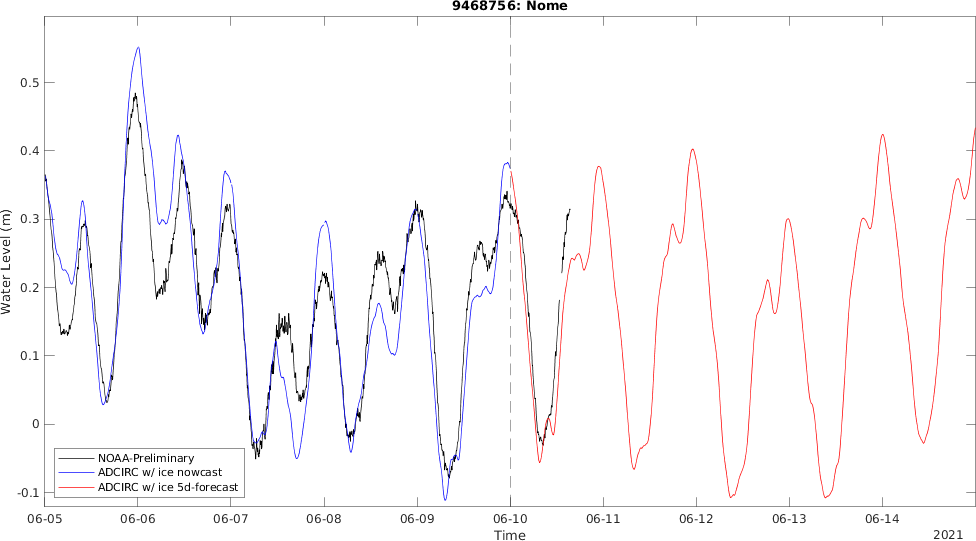 9468756: Nome
Water Level (m)
0.5
0.4
0.3
0.2
0.1
0
-0.1
NOAA-Preliminary
ADCIRC w/ ice nowcast
ADCIRC w/ ice 5d-forecast
06-05 06-06 06-07 06-08 06-09 06-10 06-11 06-12 06-13 06-14
Time
2021